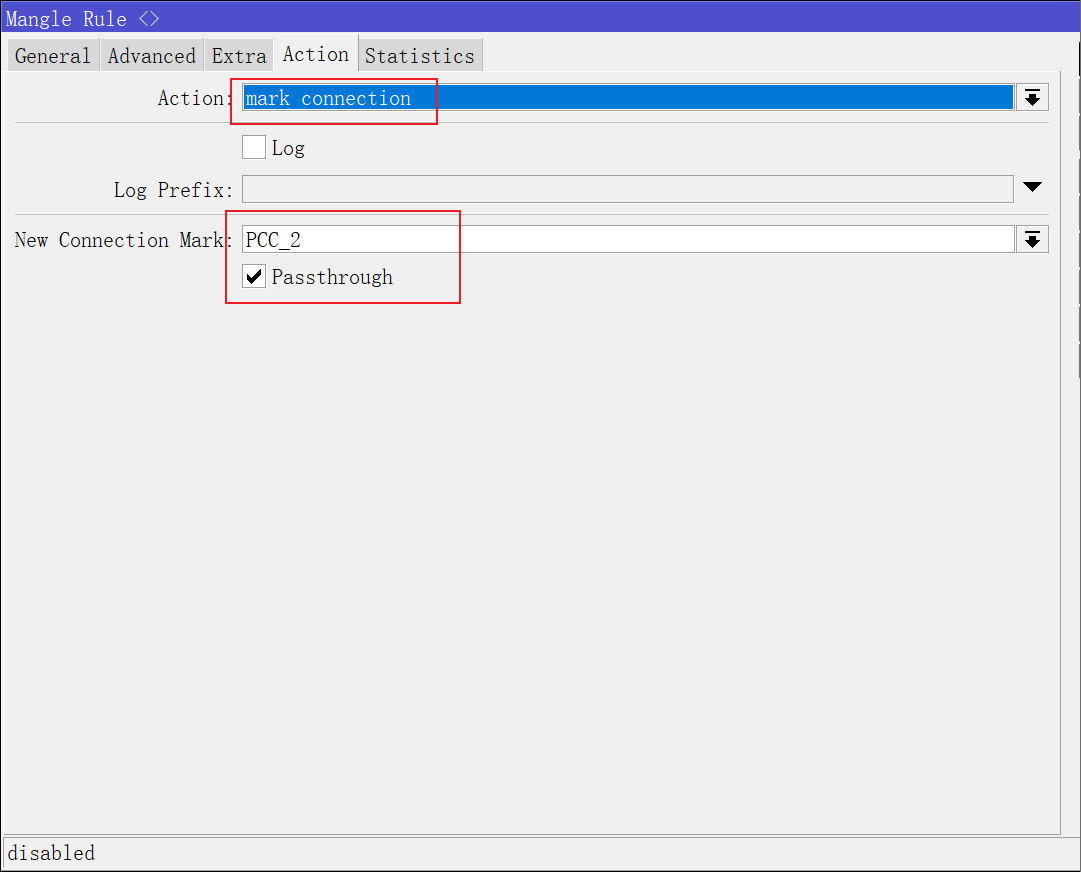 Mangle Rule <>
General Advanced Extra Action Statistics
Action: mark connection
Log
Log Prefix:
New Connection Mark: PCC_2
Passthrough
disabled